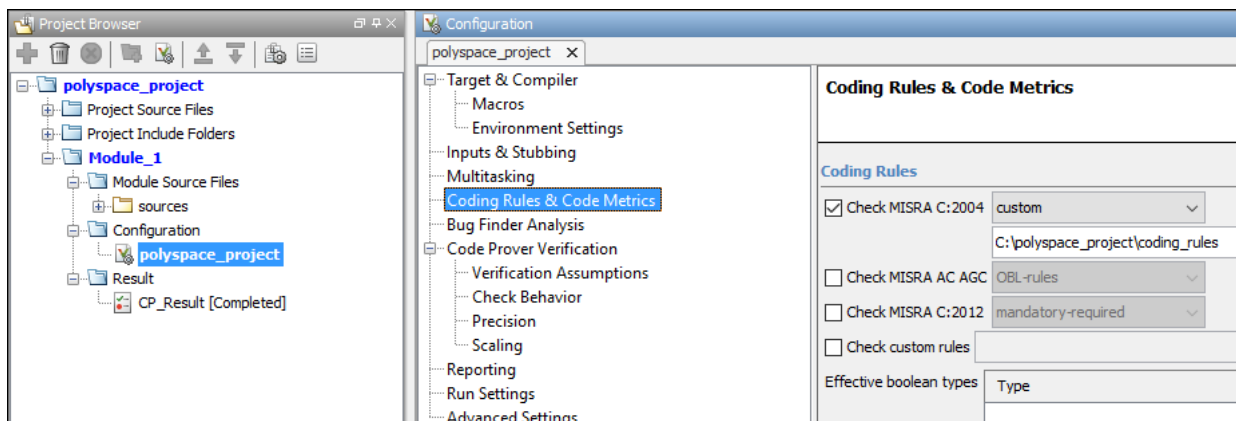 Project Browser
polyspace_project
Project Source Files
Project Include Folders
Module_1
Module Source Files
sources
Configuration
polyspace_project
Result
CP_Result [Completed]
Configuration
polyspace_project
Target & Compiler
Macros
Environment Settings
Inputs & Stubbing
Multitasking
Coding Rules & Code Metrics
Bug Finder Analysis
Code Prover Verification
Verification Assumptions
Check Behavior
Precision
Scaling
Reporting
Run Settings
Advanced Settings
Coding Rules & Code Metrics
Coding Rules
Check MISRA C:2004 custom
C:\polyspace_project\coding_rules
Check MISRA AC AGC OBL-rules
Check MISRA C:2012 mandatory-required
Check custom rules
Effective boolean types Type